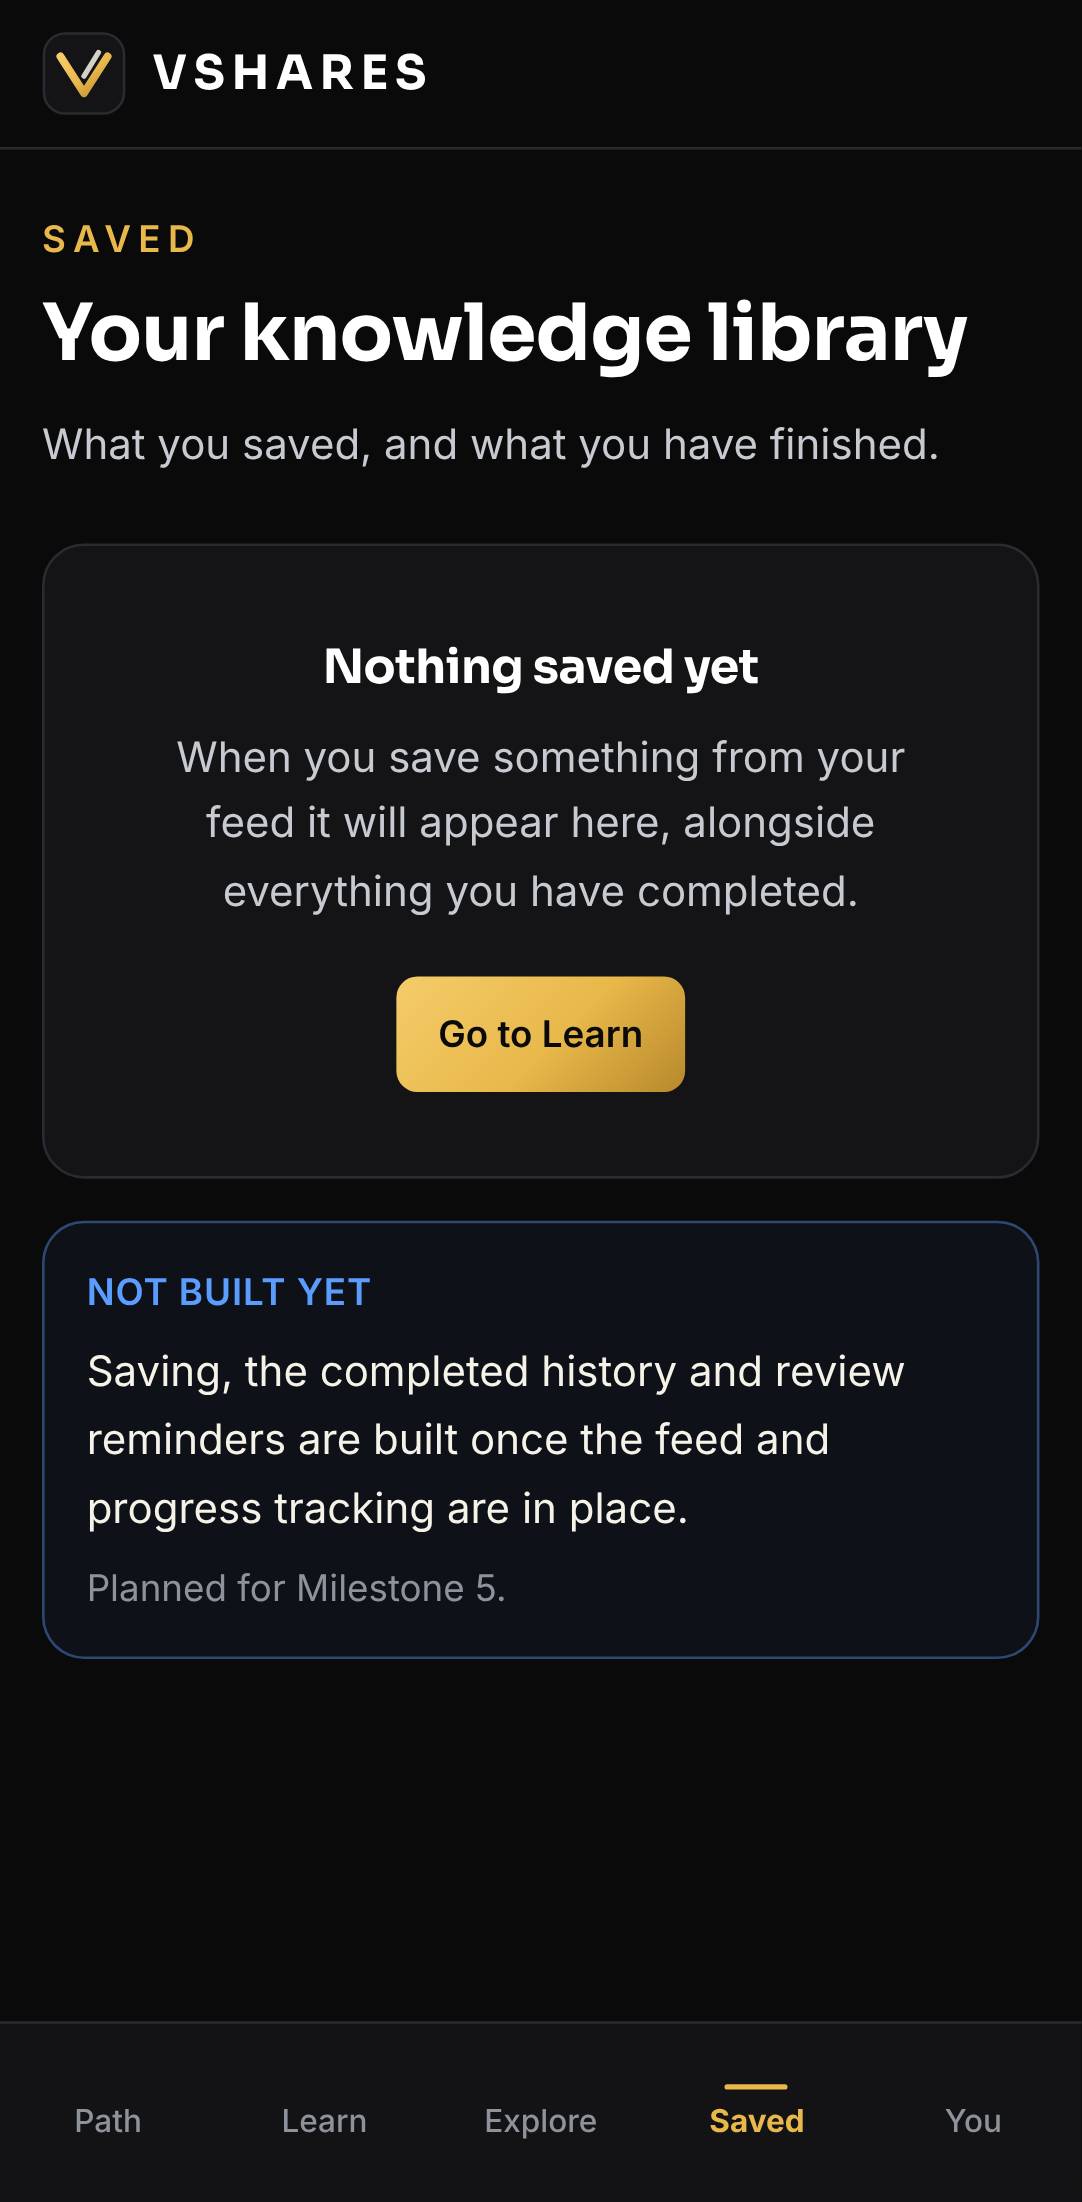 VSHARES
SAVED
Your knowledge library
What you saved, and what you have finished.
Nothing saved yet
When you save something from your
feed it will appear here, alongside
everything you have completed.
Go to Learn
NOT BUILT YET
Saving, the completed history and review
reminders are built once the feed and
progress tracking are in place.
Planned for Milestone 5.
Path
Learn
Explore
Saved
You